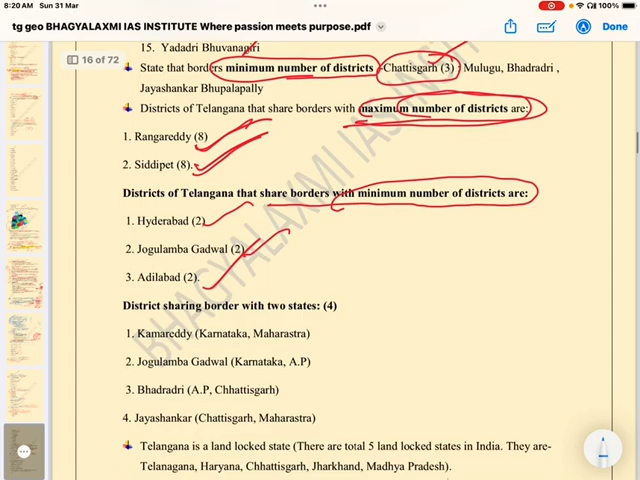 8:20 AM Sun 31 Mar
100%
tg geo BHAGYALAXMI IAS INSTITUTE Where passion meets purpose.pdf
Done
16 of 72
15. Yadadri Bhuvanagiri
State that borders minimum number of districts -Chattisgarh (3) : Mulugu, Bhadradri ,
Jayashankar Bhupalapally
Districts of Telangana that share borders with maximum number of districts are:
1. Rangareddy (8)
2. Siddipet (8).
Districts of Telangana that share borders with minimum number of districts are:
1. Hyderabad (2)
2. Jogulamba Gadwal (2)
3. Adilabad (2).
District sharing border with two states: (4)
1. Kamareddy (Karnataka, Maharastra)
2. Jogulamba Gadwal (Karnataka, A.P)
3. Bhadradri (A.P, Chhattisgarh)
4. Jayashankar (Chattisgarh, Maharastra)
Telangana is a land locked state (There are total 5 land locked states in India. They are-
Telanagana, Haryana, Chhattisgarh, Jharkhand, Madhya Pradesh).
BHAGYALAXMI IAS INSTITUTE